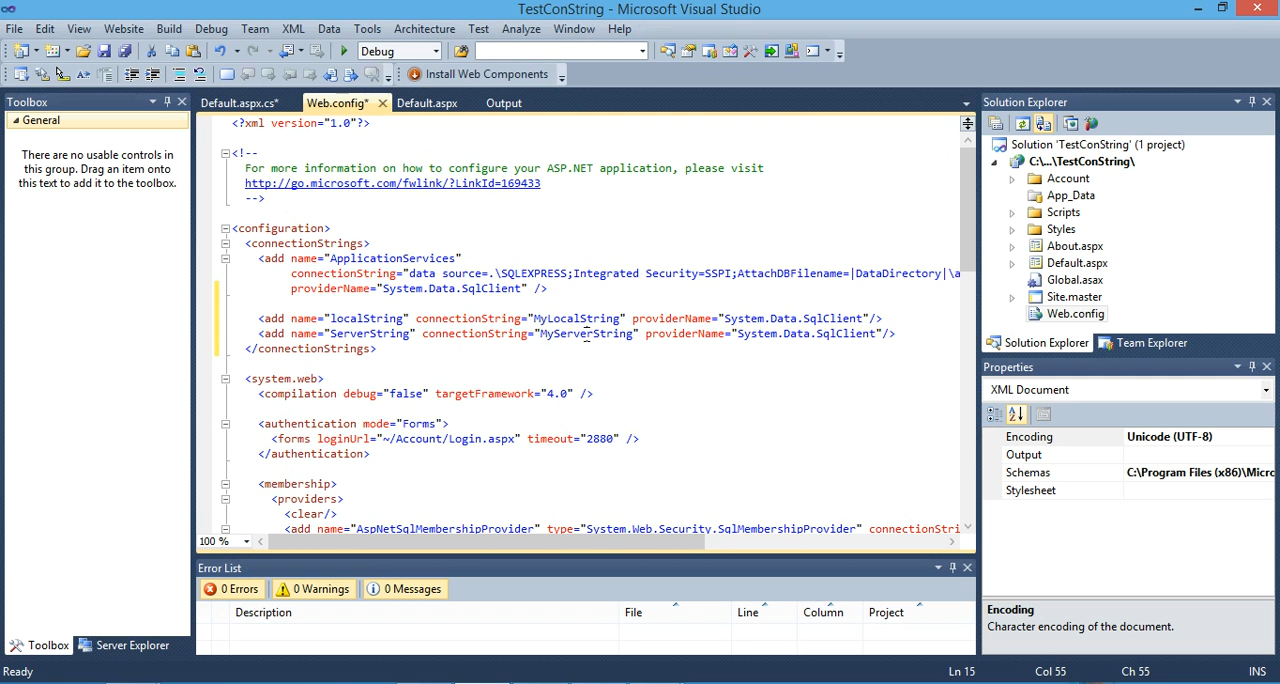 TestConString - Microsoft Visual Studio
File Edit View Website Build Debug Team XML Data Tools Architecture Test Analyze Window Help
Debug
Install Web Components
Toolbox
General
There are no usable controls in
this group. Drag an item onto
this text to add it to the toolbox.
Toolbox Server Explorer
Default.aspx.cs* Web.config* Default.aspx Output
<?xml version="1.0"?>
<!--
For more information on how to configure your ASP.NET application, please visit
http://go.microsoft.com/fwlink/?LinkId=169433
-->
<configuration>
<connectionStrings>
<add name="ApplicationServices"
connectionString="data source=.\SQLEXPRESS;Integrated Security=SSPI;AttachDBFilename=|DataDirectory|\a
providerName="System.Data.SqlClient" />
<add name="localString" connectionString="MyLocalString" providerName="System.Data.SqlClient"/>
<add name="ServerString" connectionString="MyServerString" providerName="System.Data.SqlClient"/>
</connectionStrings>
<system.web>
<compilation debug="false" targetFramework="4.0" />
<authentication mode="Forms">
<forms loginUrl="~/Account/Login.aspx" timeout="2880" />
</authentication>
<membership>
<providers>
<clear/>
<add name="AspNetSqlMembershipProvider" type="System.Web.Security.SqlMembershipProvider" connectionStri
100 %
Error List
0 Errors 0 Warnings 0 Messages
Description File Line Column Project
Solution Explorer
Solution 'TestConString' (1 project)
C:\...\TestConString\
Account
App_Data
Scripts
Styles
About.aspx
Default.aspx
Global.asax
Site.master
Web.config
Solution Explorer Team Explorer
Properties
XML Document
Encoding Unicode (UTF-8)
Output
Schemas C:\Program Files (x86)\Micro
Stylesheet
Encoding
Character encoding of the document.
Ready Ln 15 Col 55 Ch 55 INS